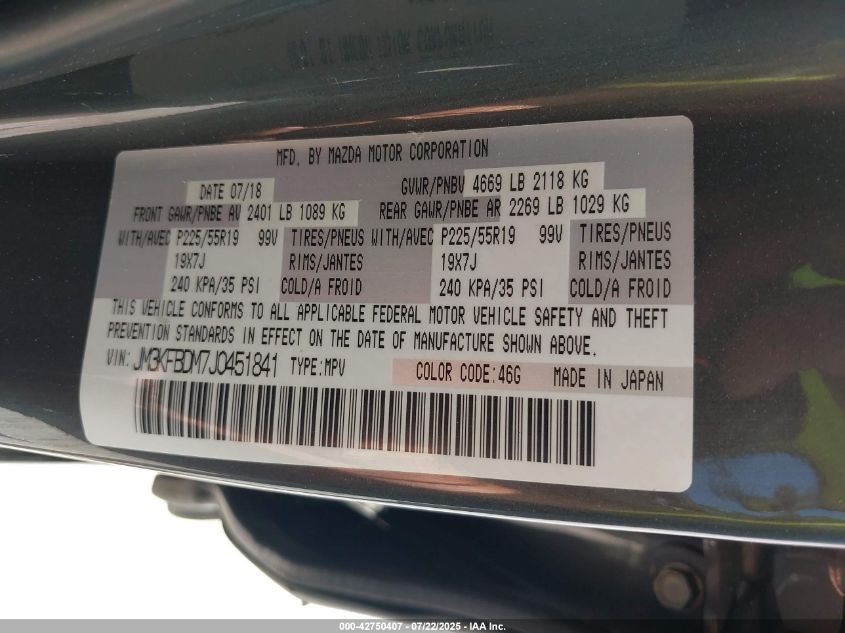 MFD. BY MAZDA MOTOR CORPORATION
DATE 07/18 GVWR/PNBV 4669 LB 2118 KG
FRONT GAWR/PNBE AV 2401 LB 1089 KG REAR GAWR/PNBE AR 2269 LB 1029 KG
WITH/AVEC P225/55R19 99V TIRES/PNEUS WITH/AVEC P225/55R19 99V TIRES/PNEUS
19X7J RIMS/JANTES 19X7J RIMS/JANTES
240 KPA/35 PSI COLD/A FROID 240 KPA/35 PSI COLD/A FROID
THIS VEHICLE CONFORMS TO ALL APPLICABLE FEDERAL MOTOR VEHICLE SAFETY AND THEFT
PREVENTION STANDARDS IN EFFECT ON THE DATE OF MANUFACTURE SHOWN ABOVE.
VIN: JM3KFBDM7J0451841 TYPE:MPV COLOR CODE:46G MADE IN JAPAN
000-42750407 - 07/22/2025 - IAA Inc.